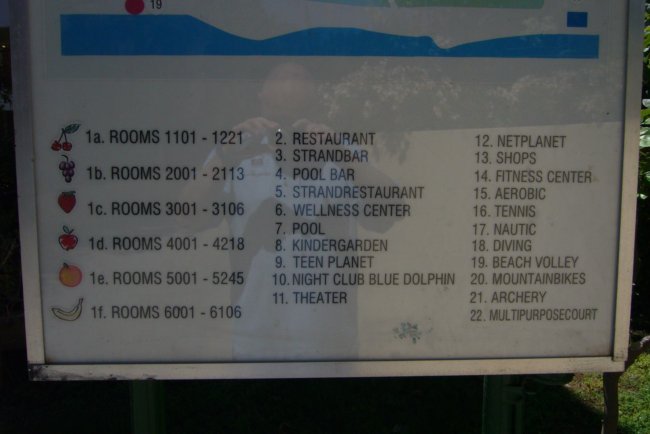 19
1a. ROOMS 1101 - 1221
1b. ROOMS 2001 - 2113
1c. ROOMS 3001 - 3106
1d. ROOMS 4001 - 4218
1e. ROOMS 5001 - 5245
1f. ROOMS 6001 - 6106
2. RESTAURANT
3. STRANDBAR
4. POOL BAR
5. STRANDRESTAURANT
6. WELLNESS CENTER
7. POOL
8. KINDERGARDEN
9. TEEN PLANET
10. NIGHT CLUB BLUE DOLPHIN
11. THEATER
12. NETPLANET
13. SHOPS
14. FITNESS CENTER
15. AEROBIC
16. TENNIS
17. NAUTIC
18. DIVING
19. BEACH VOLLEY
20. MOUNTAINBIKES
21. ARCHERY
22. MULTIPURPOSECOURT